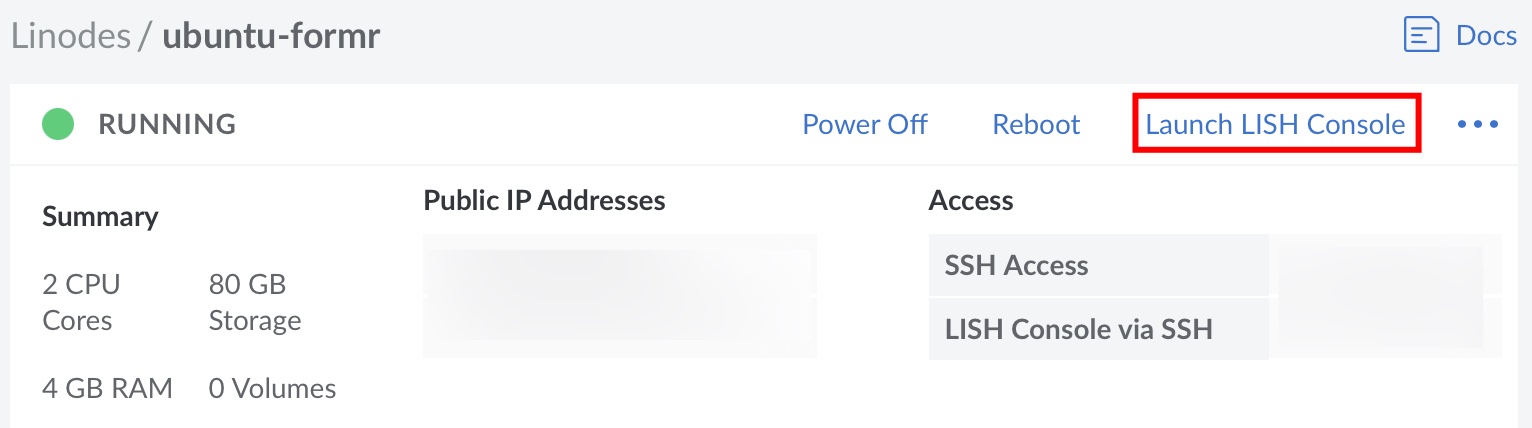 Linodes / ubuntu-formr
Docs
RUNNING
Power Off
Reboot
Launch LISH Console
Summary
2 CPU Cores
80 GB Storage
4 GB RAM
0 Volumes
Public IP Addresses
Access
SSH Access
LISH Console via SSH